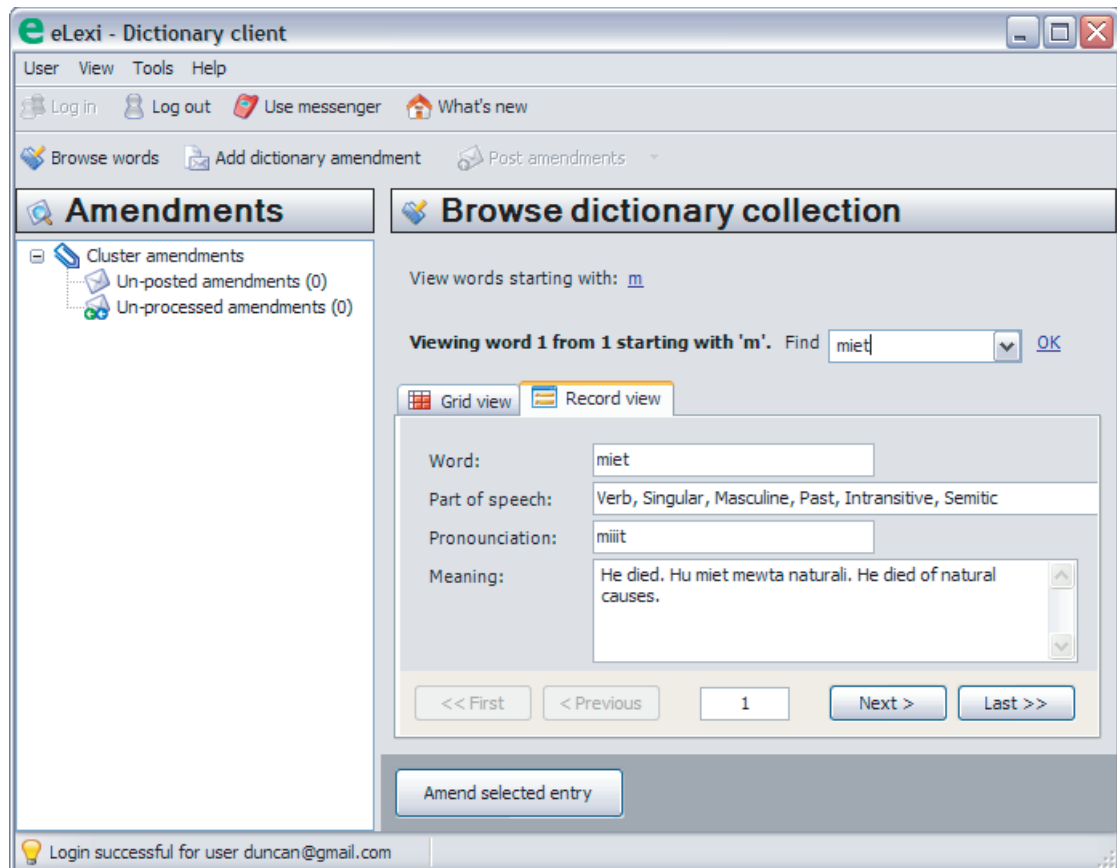 eLexi - Dictionary client
User View Tools Help
Log in Log out Use messenger What's new
Browse words Add dictionary amendment Post amendments
Amendments
Cluster amendments
Un-posted amendments (0)
Un-processed amendments (0)
Browse dictionary collection
View words starting with: m
Viewing word 1 from 1 starting with 'm'. Find miet OK
Grid view Record view
Word: miet
Part of speech: Verb, Singular, Masculine, Past, Intransitive, Semitic
Pronounciation: miiit
Meaning: He died. Hu miet mewta naturali. He died of natural
causes.
<< First < Previous 1 Next > Last >>
Amend selected entry
Login successful for user duncan@gmail.com